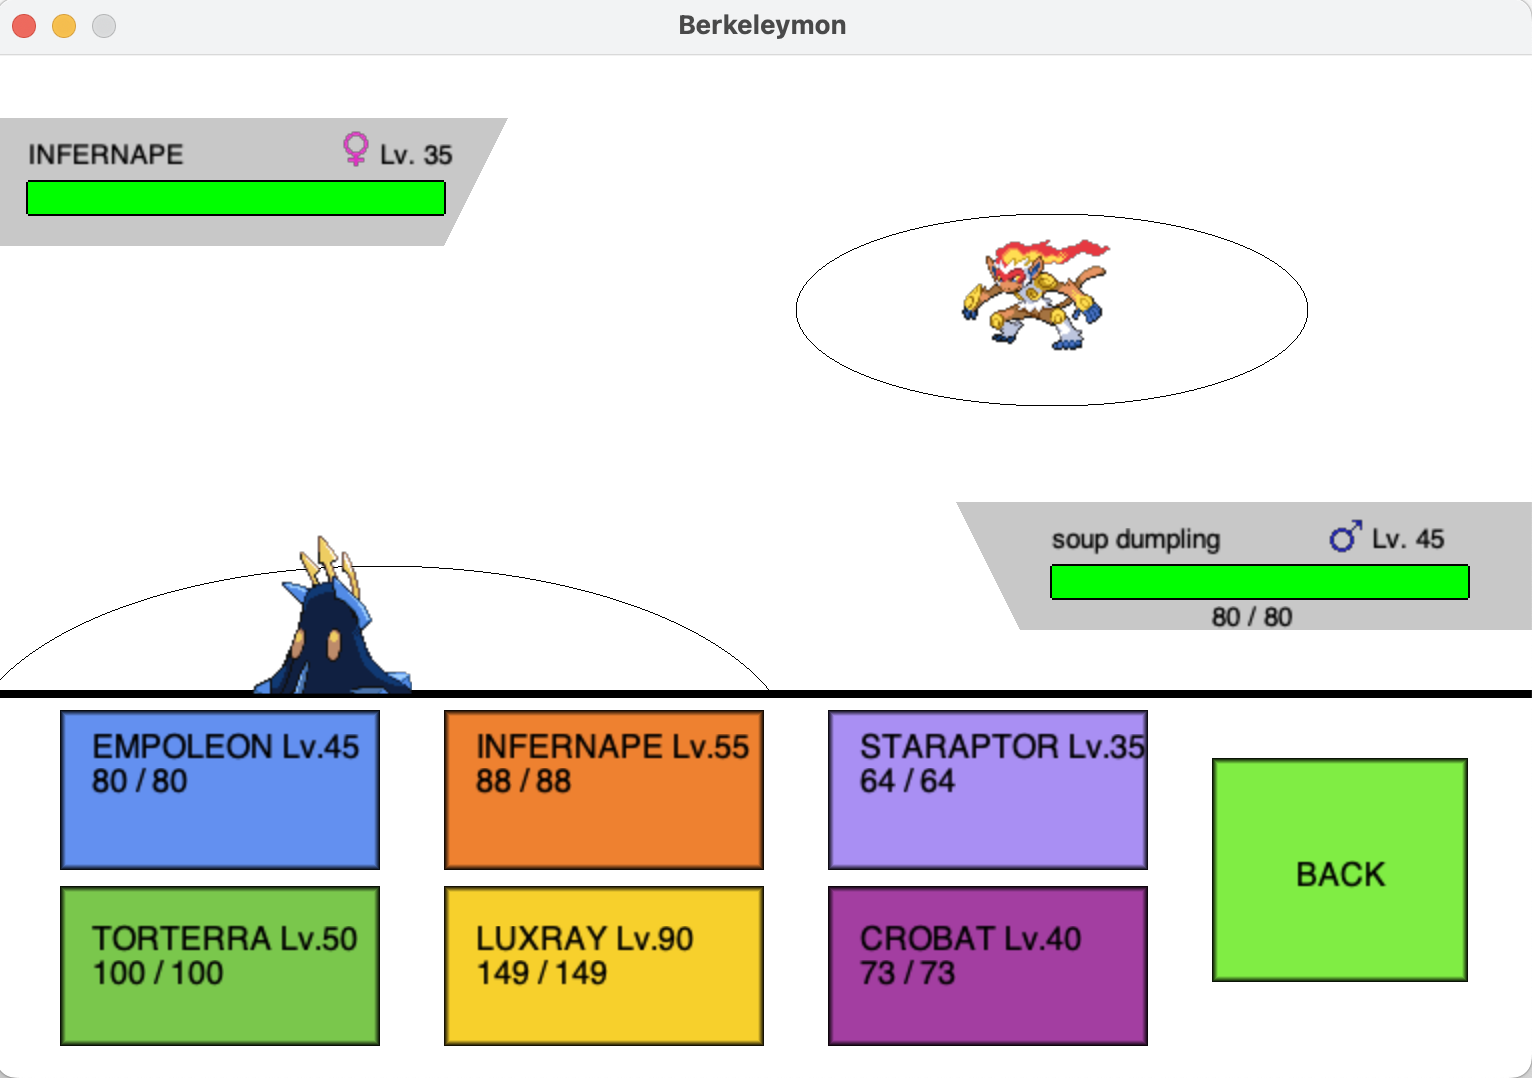 Berkeleymon
INFERNAPE ♀ Lv. 35
soup dumpling ♂ Lv. 45
80 / 80
EMPOLEON Lv.45
80 / 80
INFERNAPE Lv.55
88 / 88
STARAPTOR Lv.35
64 / 64
BACK
TORTERRA Lv.50
100 / 100
LUXRAY Lv.90
149 / 149
CROBAT Lv.40
73 / 73